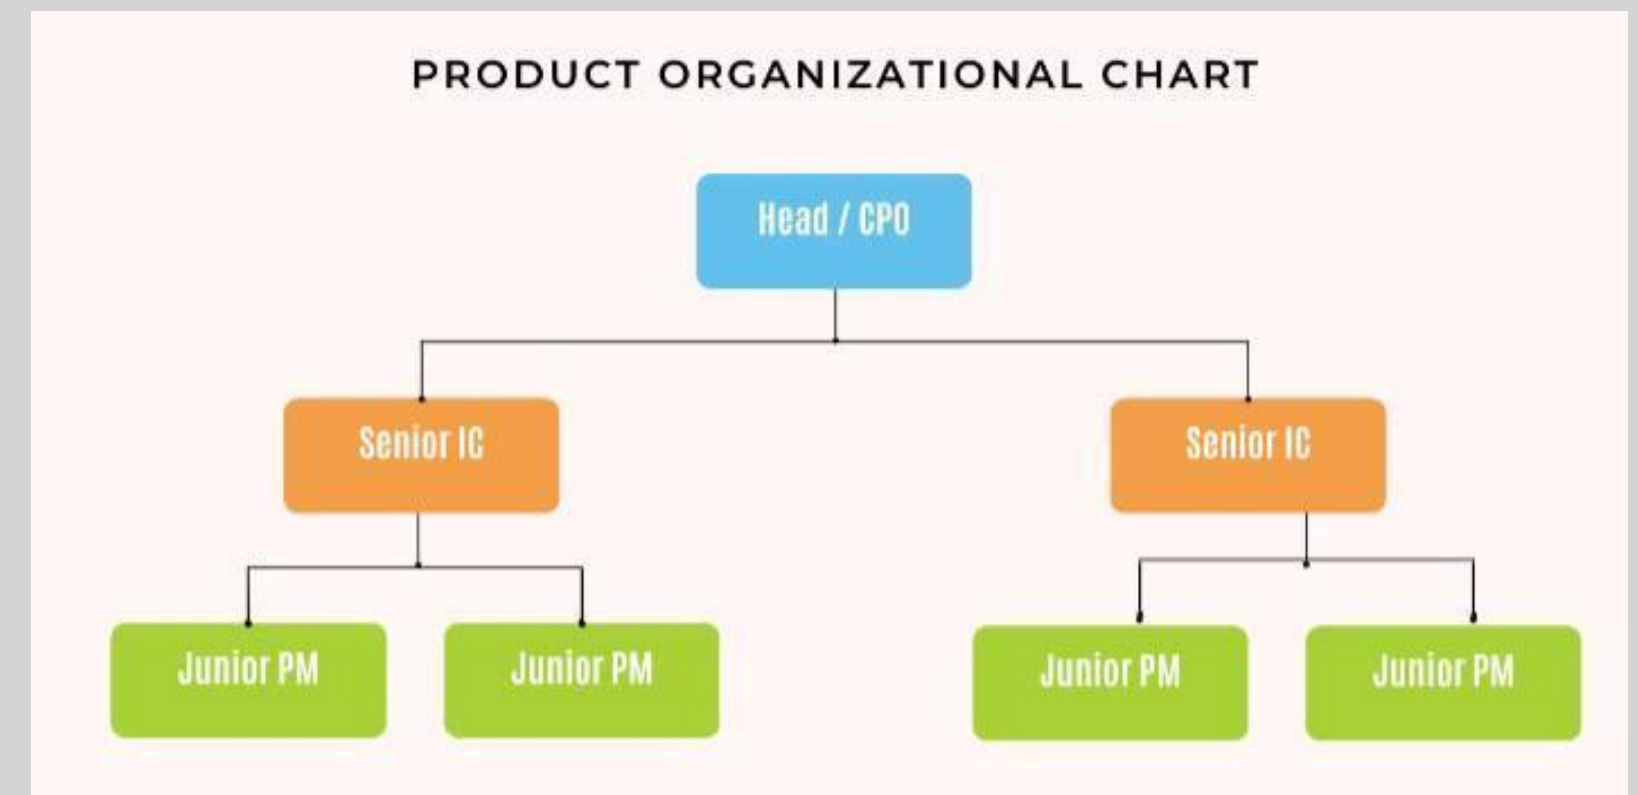 PRODUCT ORGANIZATIONAL CHART
Head / CPO
Senior IC
Senior IC
Junior PM
Junior PM
Junior PM
Junior PM